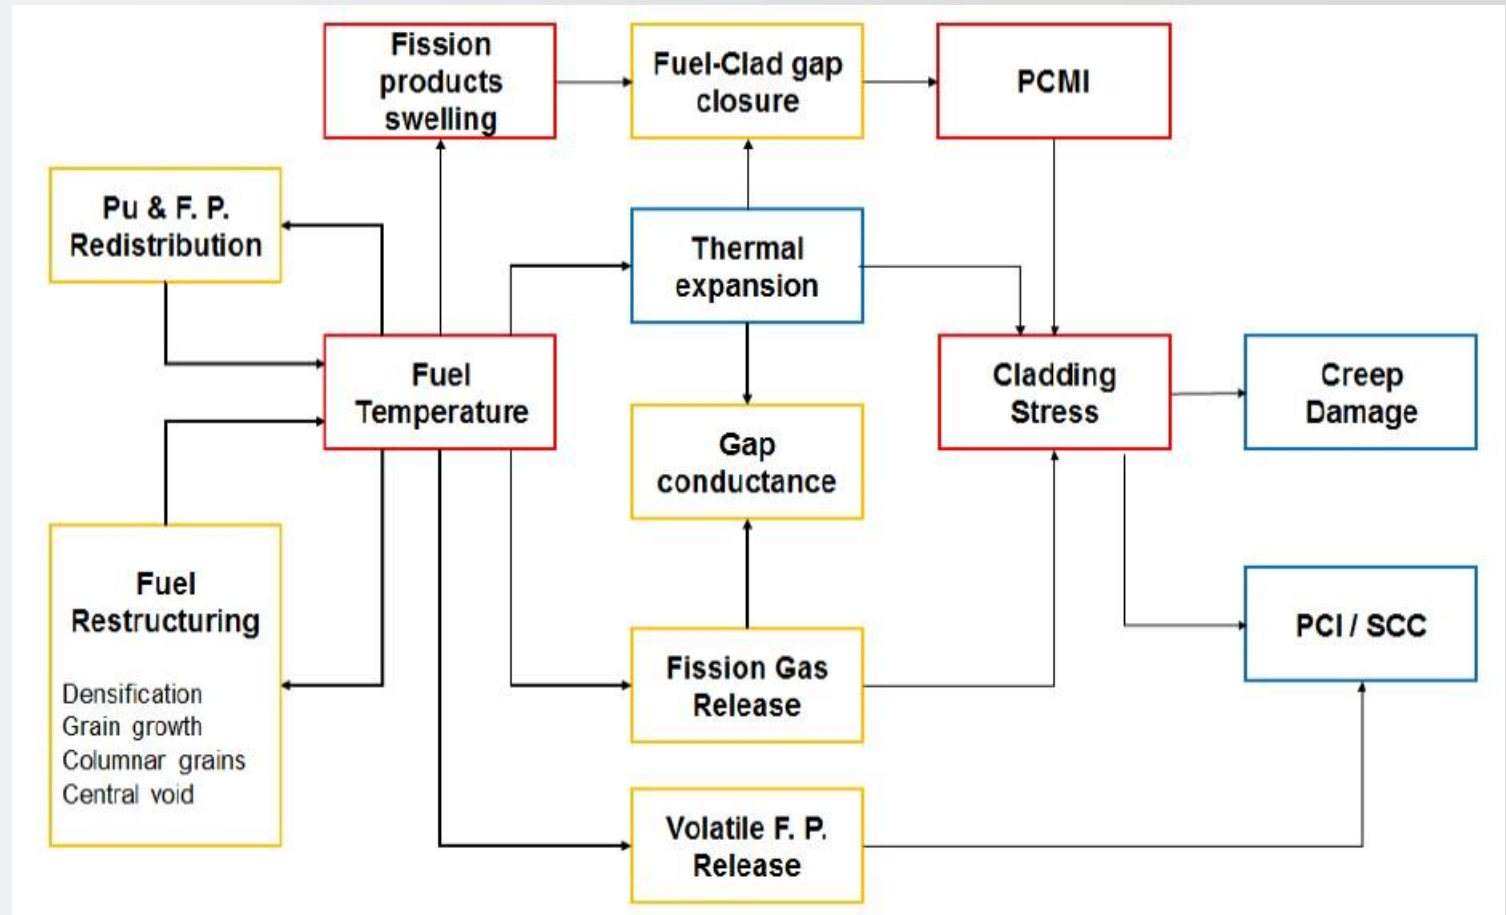 Fission
products
swelling
Fuel-Clad gap
closure
PCMI
Pu & F. P.
Redistribution
Thermal
expansion
Fuel
Temperature
Cladding
Stress
Creep
Damage
Gap
conductance
Fuel
Restructuring
Densification
Grain growth
Columnar grains
Central void
Fission Gas
Release
PCI / SCC
Volatile F. P.
Release